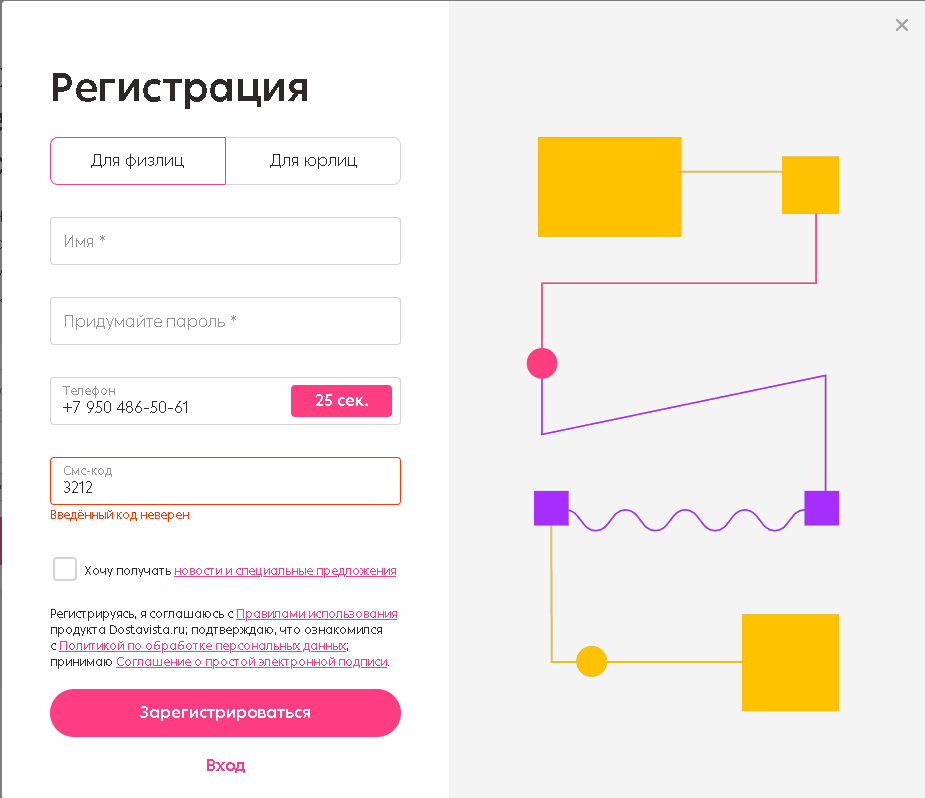 Регистрация
Для физлиц
Для юрлиц
Имя *
Придумайте пароль *
Телефон
+7 950 486-50-61
25 сек.
Смс-код
3212
Введённый код неверен
Хочу получать новости и специальные предложения
Регистрируясь, я соглашаюсь с Правилами использования
продукта Dostavista.ru; подтверждаю, что ознакомился
с Политикой по обработке персональных данных;
принимаю Соглашение о простой электронной подписи.
Зарегистрироваться
Вход